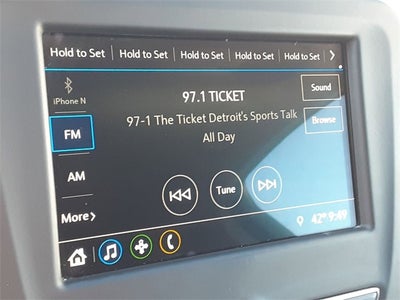 Hold to Set Hold to Set Hold to Set Hold to Set Hold to Set
iPhone N
97.1 TICKET
Sound
97-1 The Ticket Detroit's Sports Talk
Browse
FM
All Day
AM
Tune
More
42° 9:49